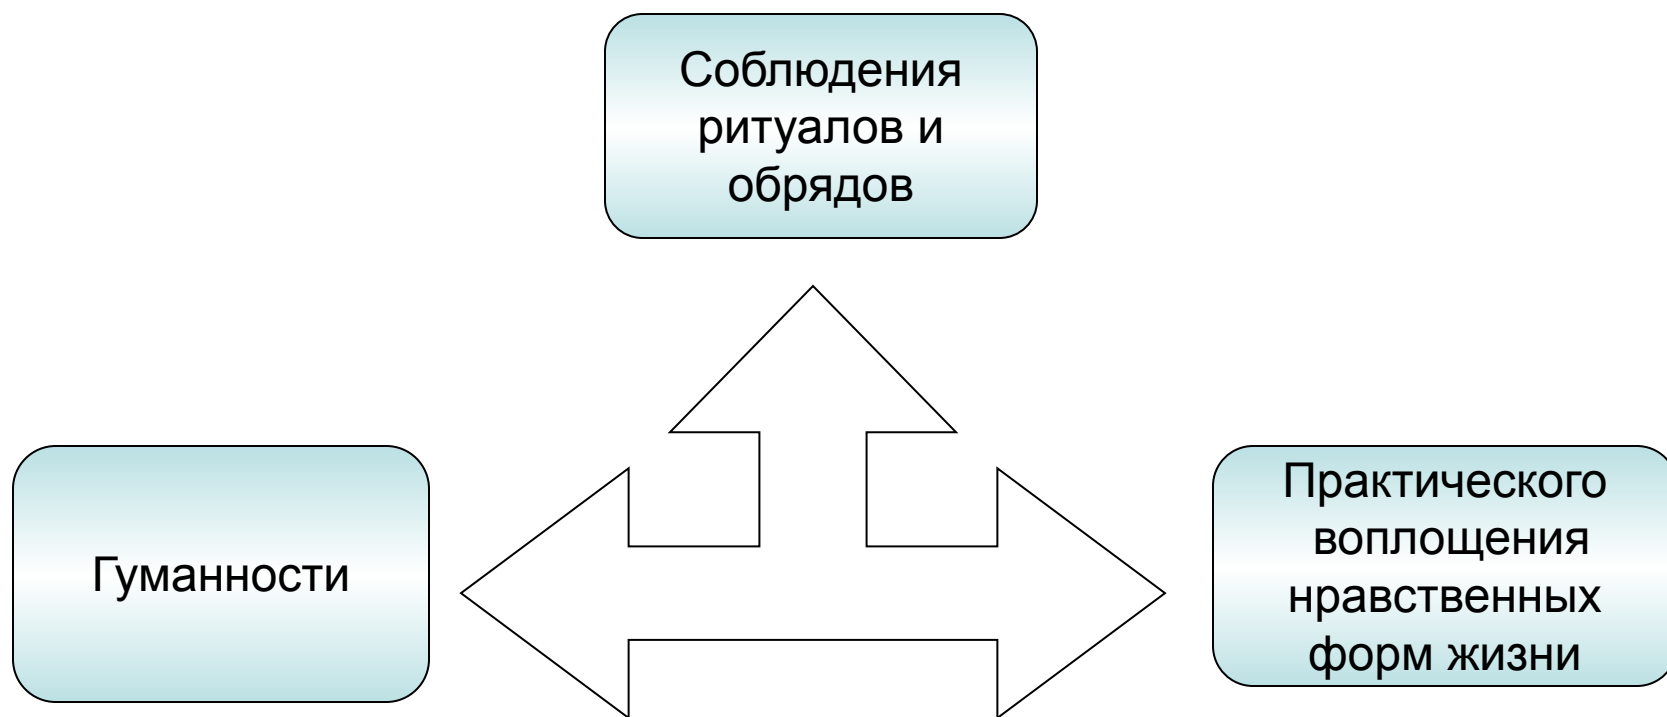 Соблюдения
ритуалов и
обрядов
Гуманности
Практического
воплощения
нравственных
форм жизни